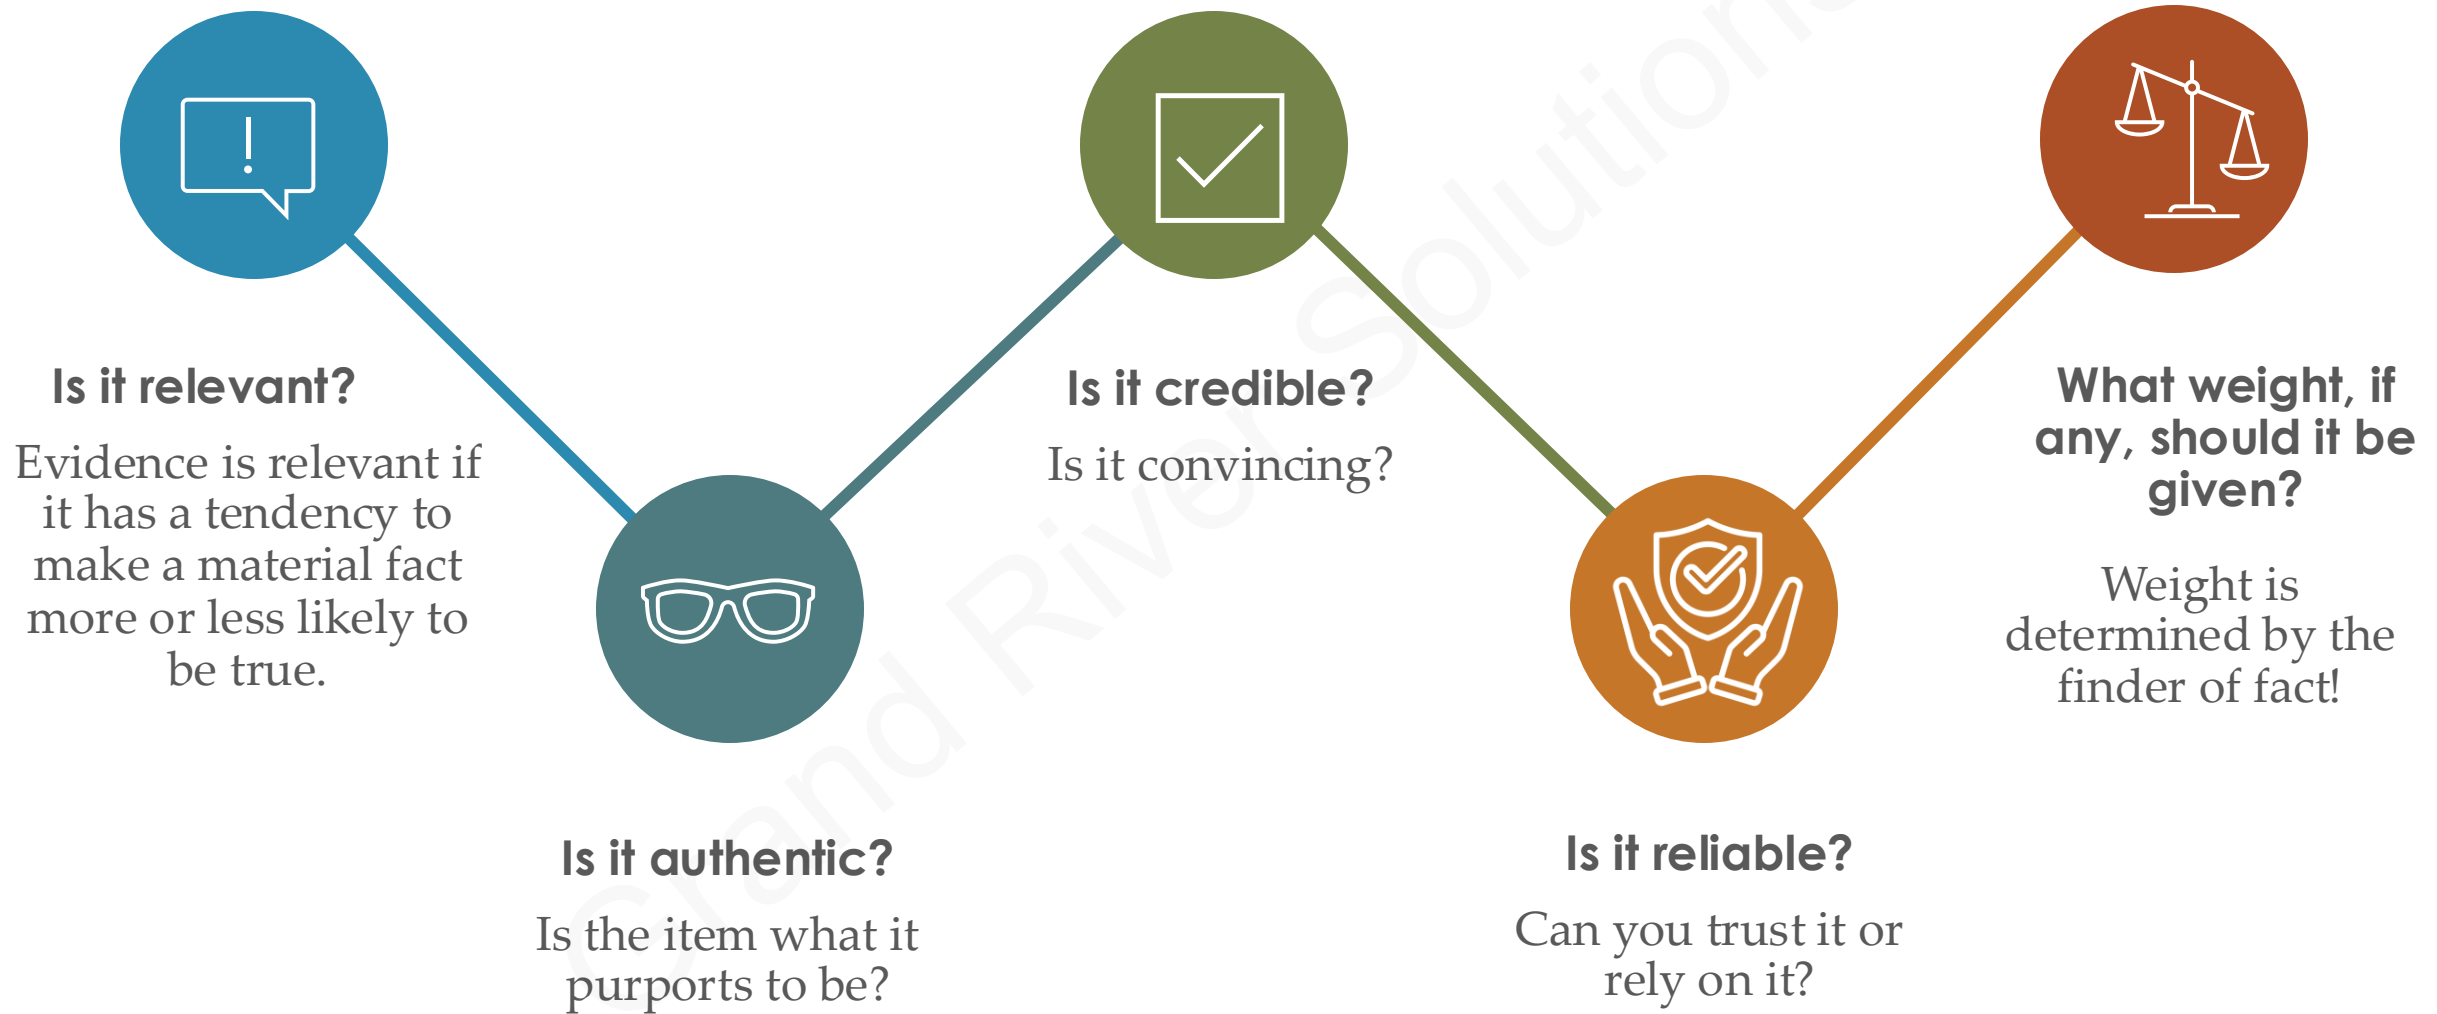 Is it relevant?
Evidence is relevant if
it has a tendency to
make a material fact
more or less likely to
be true.
Is it authentic?
Is the item what it
purports to be?
Is it credible?
Is it convincing?
Is it reliable?
Can you trust it or
rely on it?
What weight, if
any, should it be
given?
Weight is
determined by the
finder of fact!
Grand River Solutions